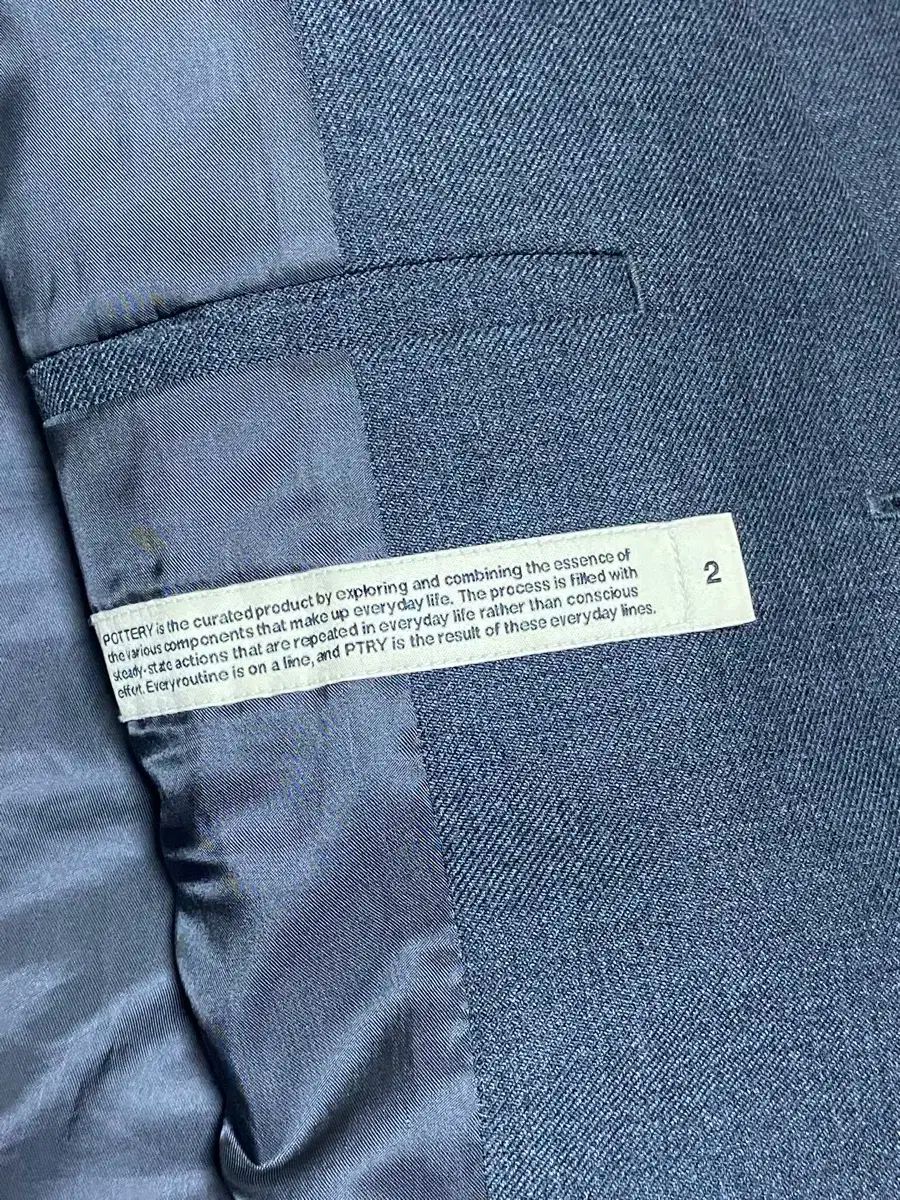 POTTERY is the curated product by exploring and combining the essence of
the various components that make up everyday life. The process is filled with
steady-state actions that are repeated in everyday life rather than conscious
effort. Everyroutine is on a line, and PTRY is the result of these everyday lines.
2